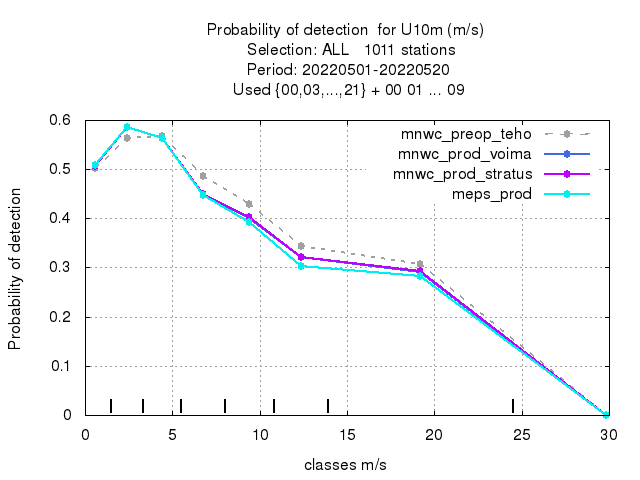 Probability of detection for U10m (m/s)
Selection: ALL 1011 stations
Period: 20220501-20220520
Used {00,03,...,21} + 00 01 ... 09
mnwc_preop_teho
mnwc_prod_voima
mnwc_prod_stratus
meps_prod
Probability of detection
0.6
0.5
0.4
0.3
0.2
0.1
0
0 5 10 15 20 25 30
classes m/s